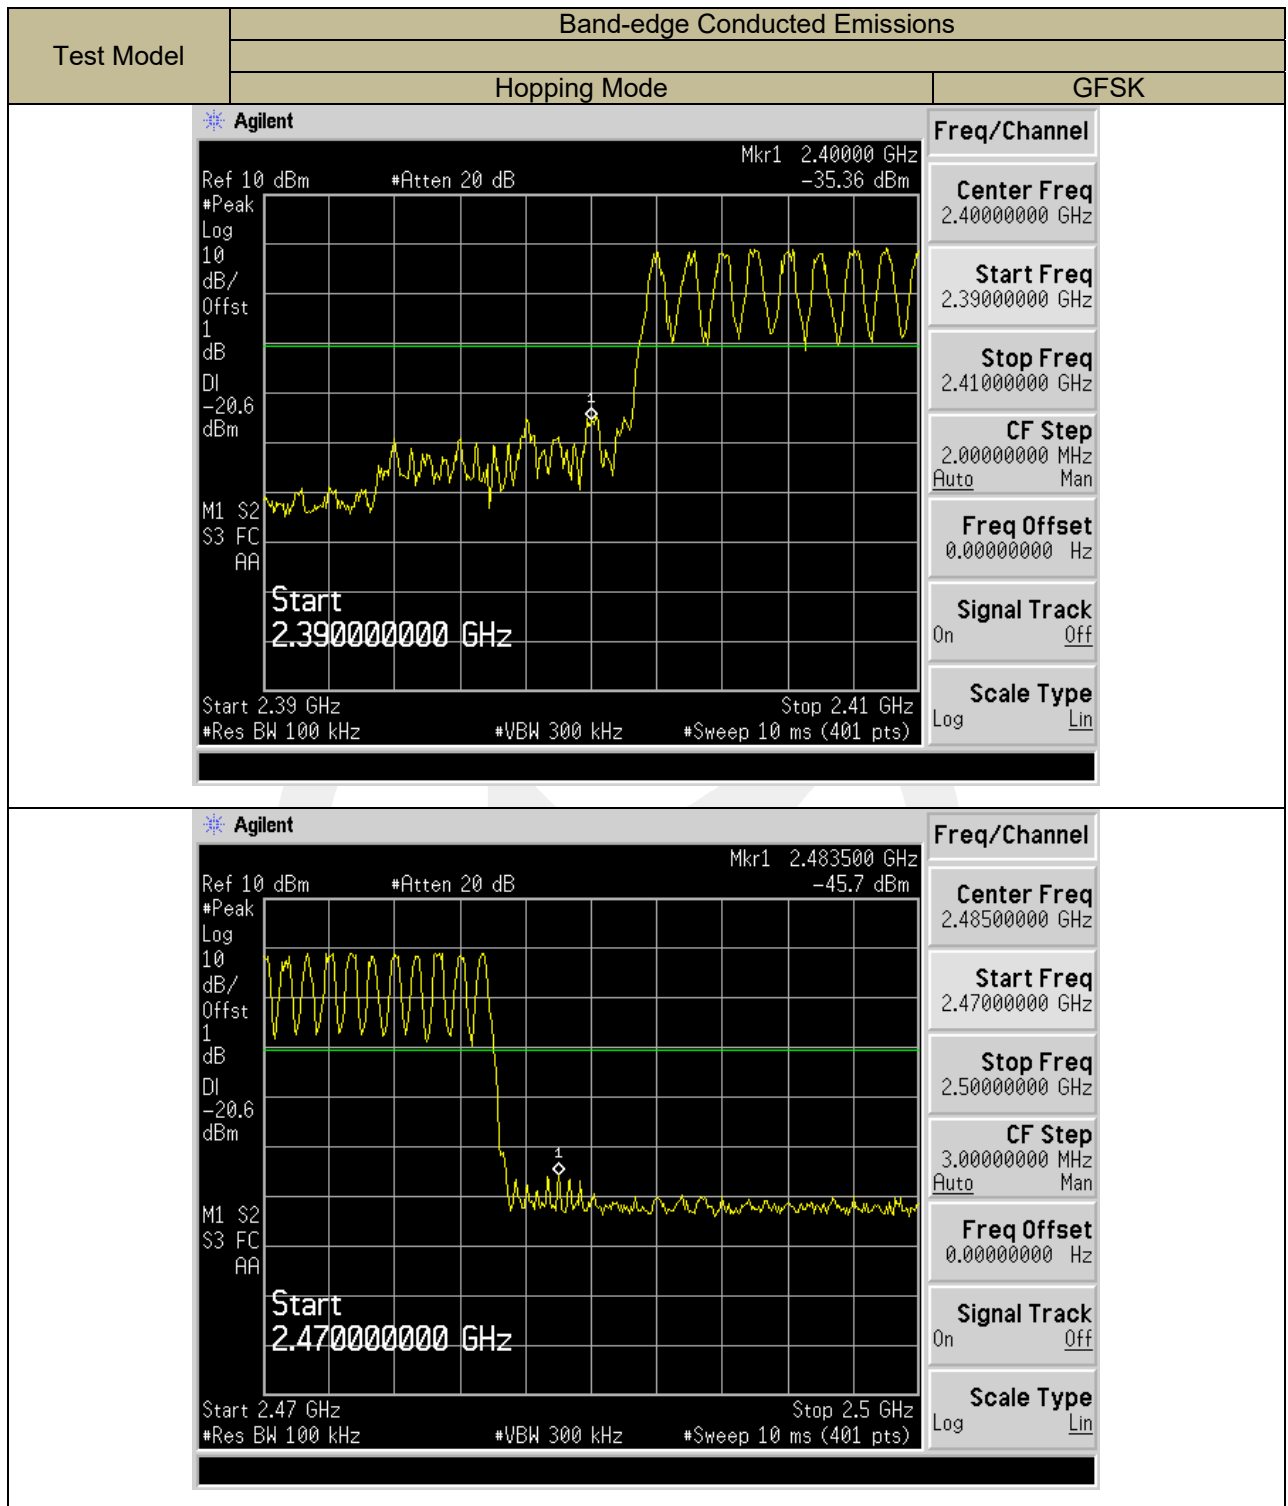 Test Model
Band-edge Conducted Emissions
Hopping Mode
GFSK
Agilent
Mkr1 2.40000 GHz
Ref 10 dBm #Atten 20 dB -35.36 dBm
#Peak
Log
10
dB/
Offst
1
dB
DI
-20.6
dBm
1
M1 S2
S3 FC
AA
Start
2.390000000 GHz
Start 2.39 GHz Stop 2.41 GHz
#Res BW 100 kHz #VBW 300 kHz #Sweep 10 ms (401 pts)
Freq/Channel
Center Freq
2.40000000 GHz
Start Freq
2.39000000 GHz
Stop Freq
2.41000000 GHz
CF Step
2.00000000 MHz
Auto Man
Freq Offset
0.00000000 Hz
Signal Track
On Off
Scale Type
Log Lin
Agilent
Mkr1 2.483500 GHz
Ref 10 dBm #Atten 20 dB -45.7 dBm
#Peak
Log
10
dB/
Offst
1
dB
DI
-20.6
dBm
1
M1 S2
S3 FC
AA
Start
2.470000000 GHz
Start 2.47 GHz Stop 2.5 GHz
#Res BW 100 kHz #VBW 300 kHz #Sweep 10 ms (401 pts)
Freq/Channel
Center Freq
2.48500000 GHz
Start Freq
2.47000000 GHz
Stop Freq
2.50000000 GHz
CF Step
3.00000000 MHz
Auto Man
Freq Offset
0.00000000 Hz
Signal Track
On Off
Scale Type
Log Lin